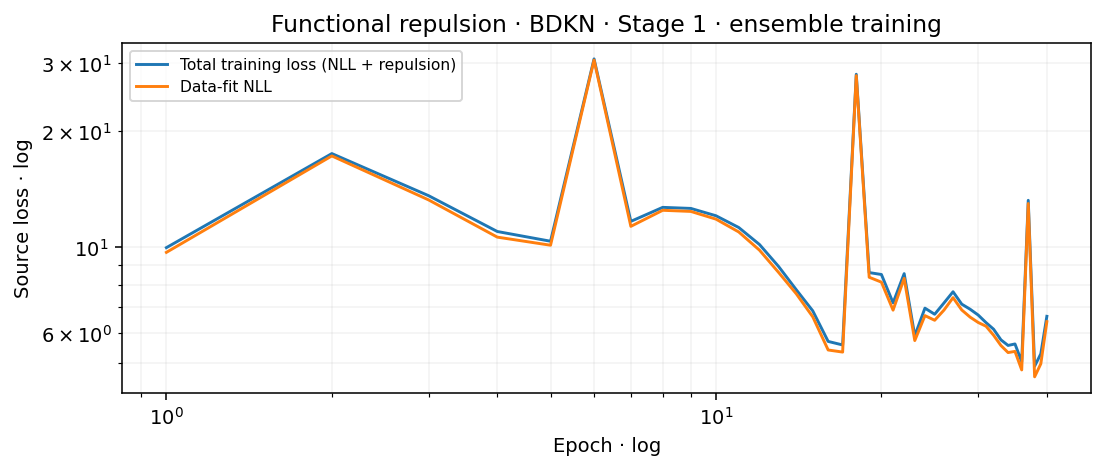 Functional repulsion · BDKN · Stage 1 · ensemble training
Total training loss (NLL + repulsion)
Data-fit NLL
Source loss · log
3 × 10¹
2 × 10¹
10¹
6 × 10⁰
10⁰
10¹
Epoch · log